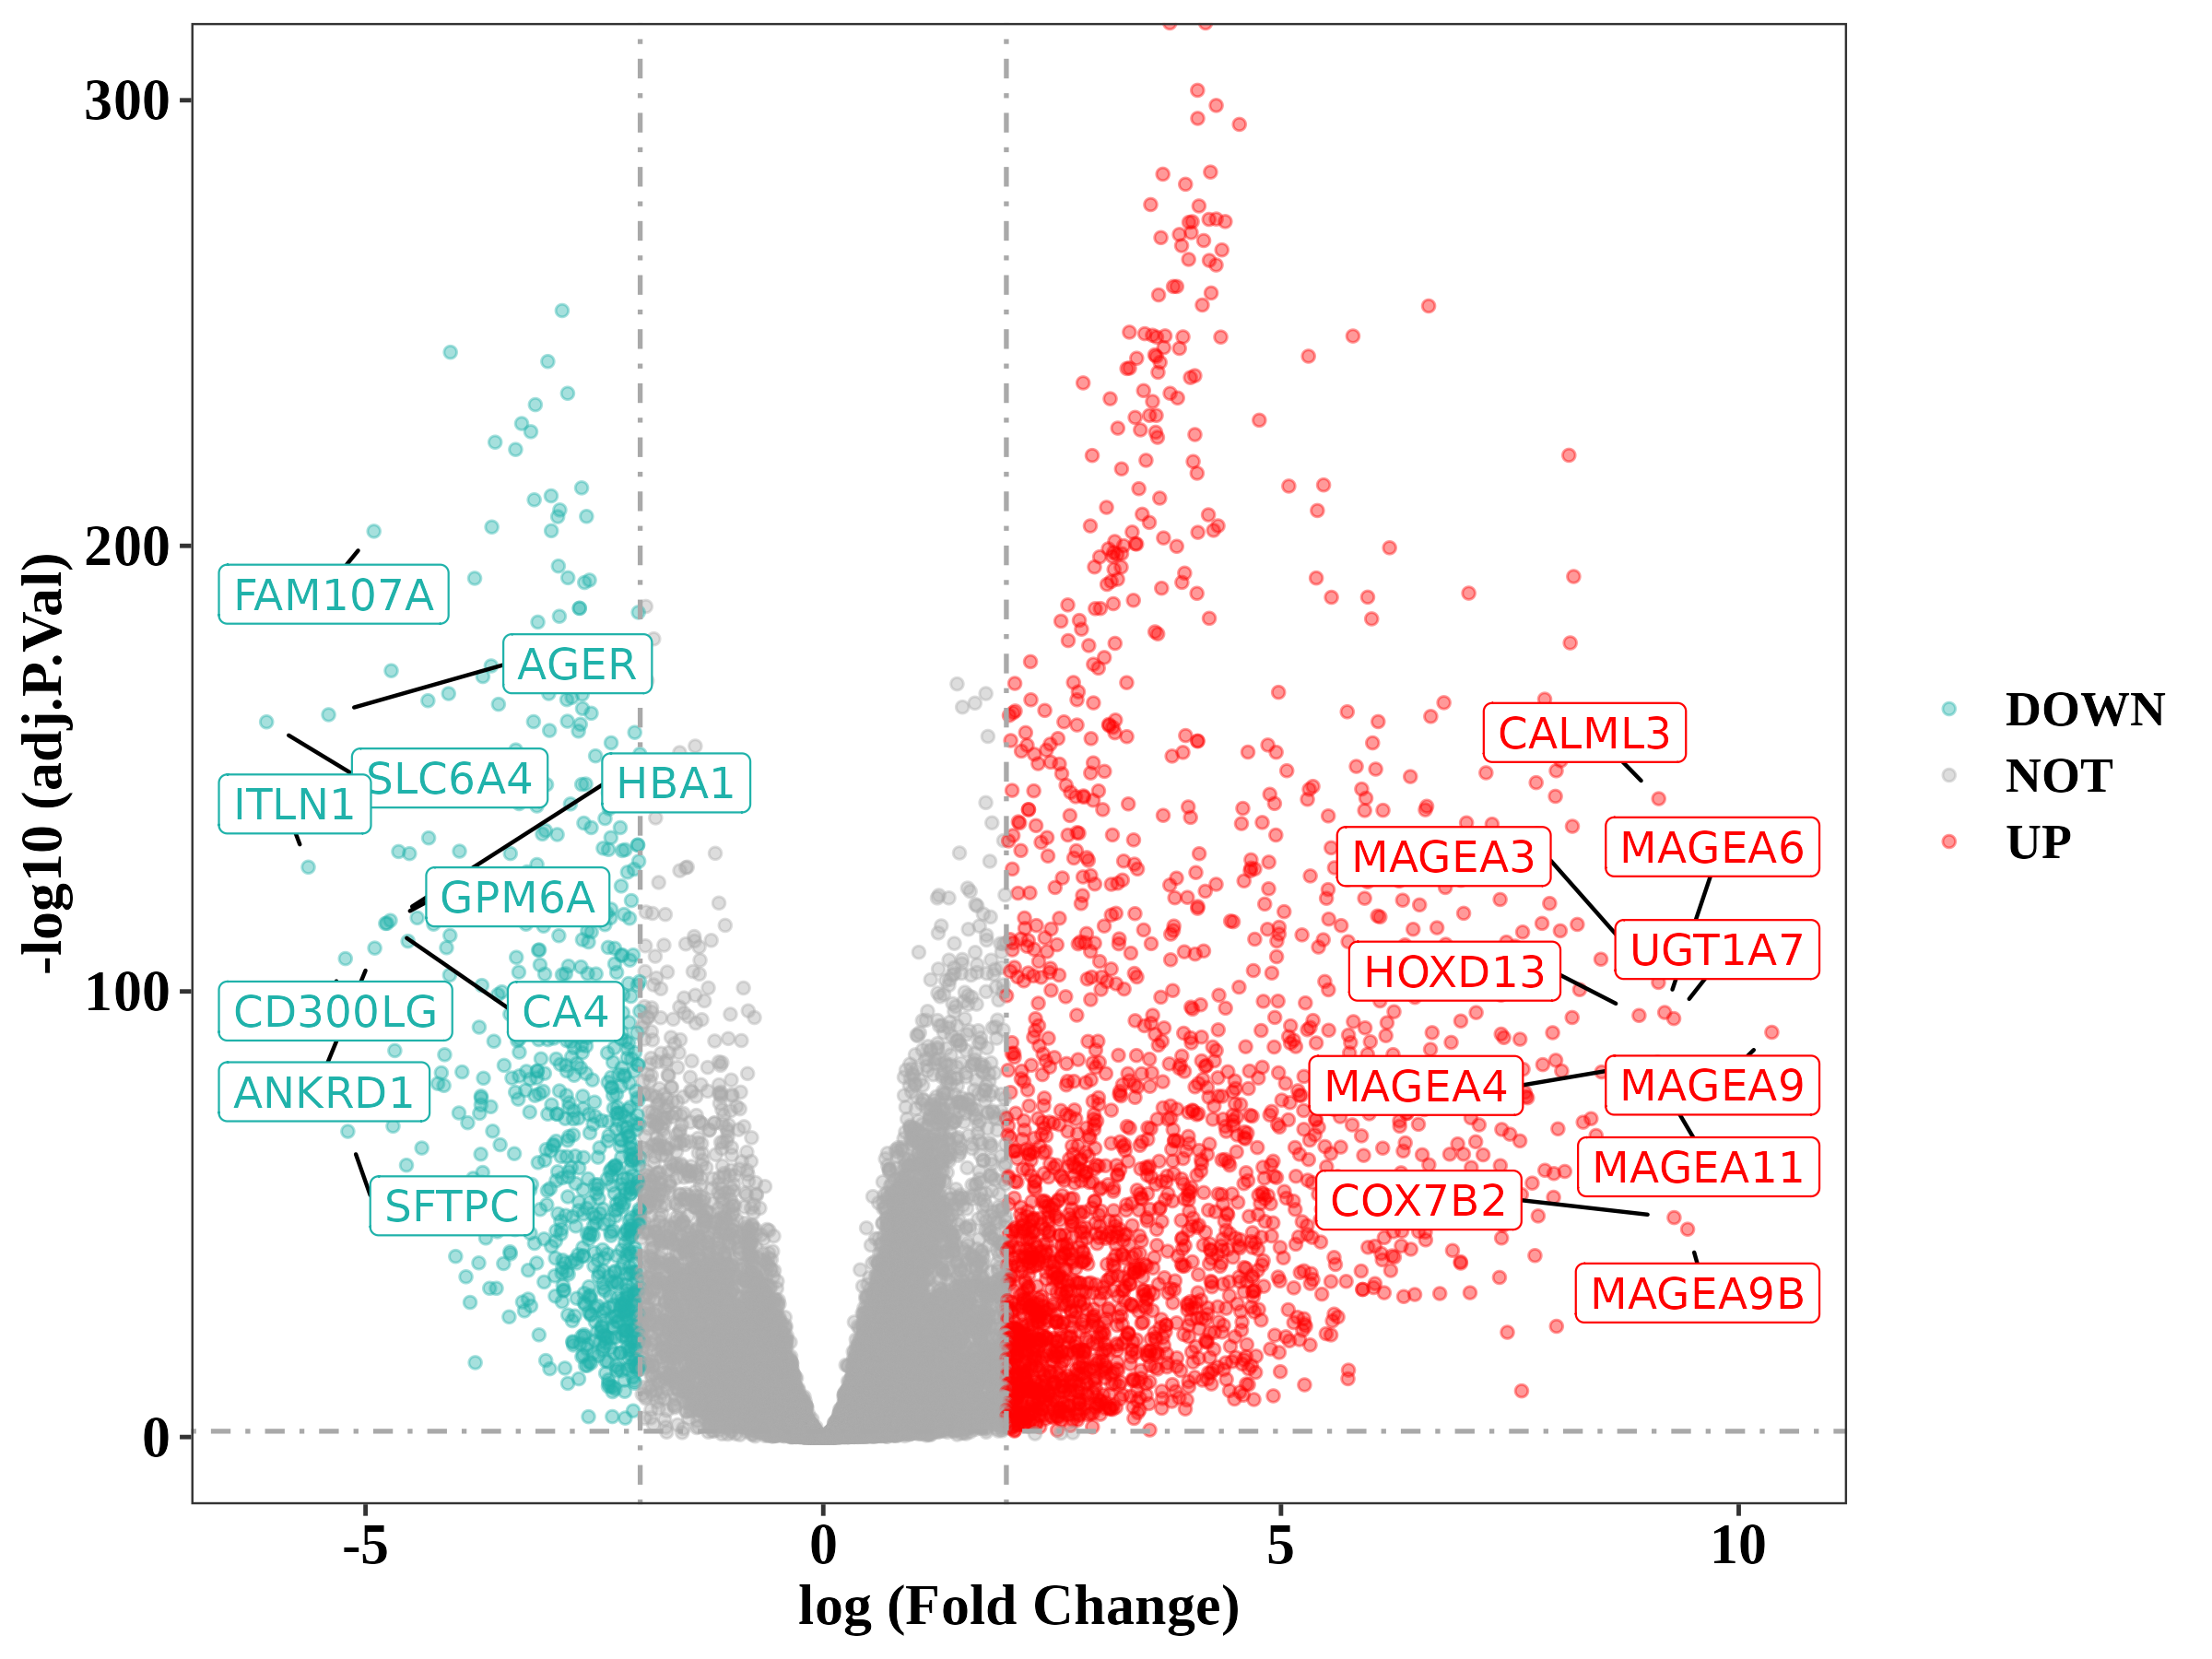 300
200
100
0
-log10 (adj.P.Val)
FAM107A
AGER
SLC6A4
HBA1
ITLN1
GPM6A
CD300LG
CA4
ANKRD1
SFTPC
CALML3
MAGEA6
MAGEA3
UGT1A7
HOXD13
MAGEA4
MAGEA9
MAGEA11
COX7B2
MAGEA9B
DOWN
NOT
UP
-5
0
5
10
log (Fold Change)